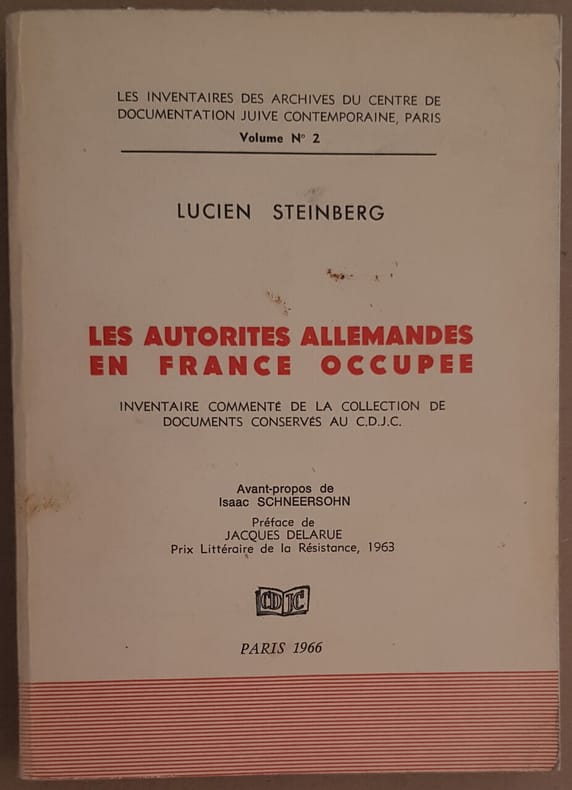 LES INVENTAIRES DES ARCHIVES DU CENTRE DE
DOCUMENTATION JUIVE CONTEMPORAINE, PARIS
Volume N° 2
LUCIEN STEINBERG
LES AUTORITES ALLEMANDES
EN FRANCE OCCUPEE
INVENTAIRE COMMENTÉ DE LA COLLECTION DE
DOCUMENTS CONSERVÉS AU C.D.J.C.
Avant-propos de
Isaac SCHNEERSOHN
Préface de
JACQUES DELARUE
Prix Littéraire de la Résistance, 1963
CDJC
PARIS 1966